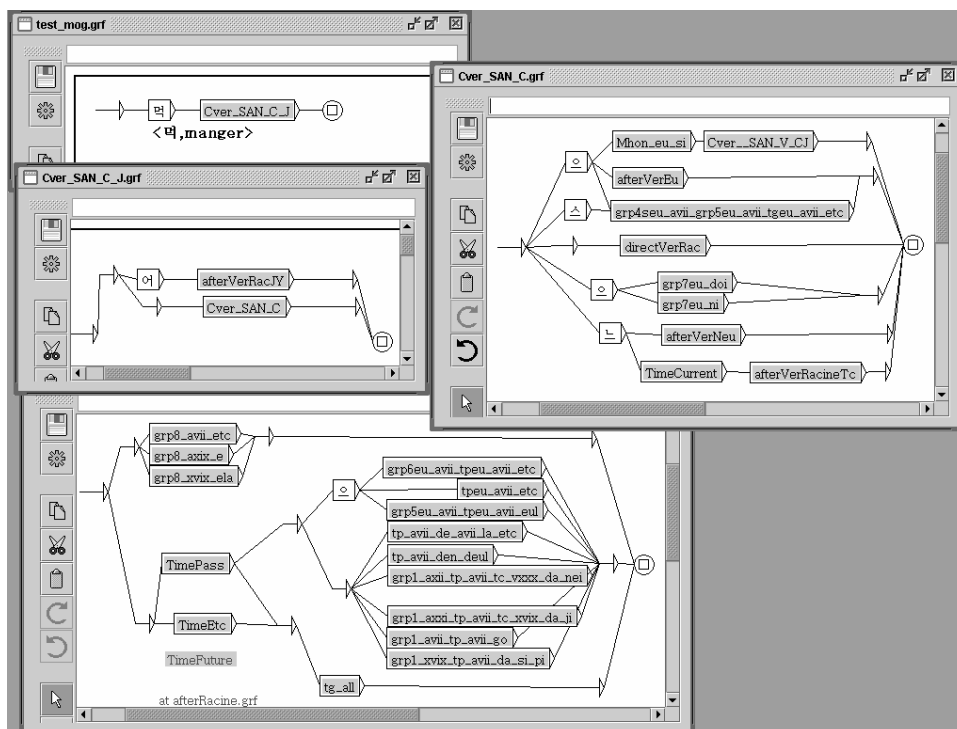 test_mog.grf
먹
Cver_SAN_C_J
<먹,manger>
Cver_SAN_C_J.grf
어
afterVerRacJY
Cver_SAN_C
Cver_SAN_C.grf
으
Mhon_eu_si
Cver__SAN_V_CJ
afterVerEu
스
grp4seu_avii_grp5eu_avii_tgeu_avii_etc
directVerRac
으
grp7eu_doi
grp7eu_ni
느
afterVerNeu
TimeCurrent
afterVerRacineTc
grp8_avii_etc
grp8_axix_e
grp8_xvix_ela
으
grp6eu_avii_tpeu_avii_etc
tpeu_avii_etc
grp5eu_avii_tpeu_avii_eul
tp_avii_de_avii_la_etc
TimePass
tp_avii_den_deul
grp1_axii_tp_avii_tc_vxxx_da_nei
TimeEtc
grp1_axxi_tp_avii_tc_xvix_da_ji
grp1_avii_tp_avii_go
TimeFuture
grp1_xvix_tp_avii_da_si_pi
tg_all
at afterRacine.grf